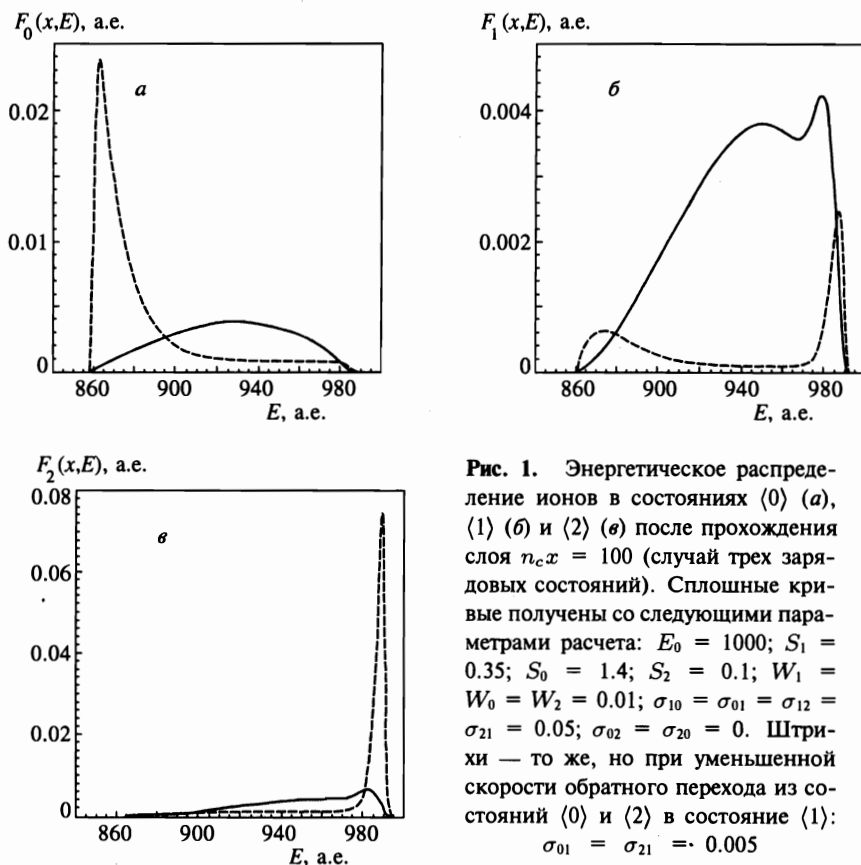 F₀(x,E), а.е.
а
0.02
0.01
0
860 900 940 980
E, а.е.
F₁(x,E), а.е.
б
0.004
0.002
0
860 900 940 980
E, а.е.
F₂(x,E), а.е.
в
0.08
0.06
0.04
0.02
0
860 900 940 980
E, а.е.
Рис. 1. Энергетическое распреде-
ление ионов в состояниях ⟨0⟩ (а),
⟨1⟩ (б) и ⟨2⟩ (в) после прохождения
слоя n_c x = 100 (случай трех заря-
довых состояний). Сплошные кри-
вые получены со следующими пара-
метрами расчета: E₀ = 1000; S₁ =
0.35; S₀ = 1.4; S₂ = 0.1; W₁ =
W₀ = W₂ = 0.01; σ₁₀ = σ₀₁ = σ₁₂ =
σ₂₁ = 0.05; σ₀₂ = σ₂₀ = 0. Штри-
хи — то же, но при уменьшенной
скорости обратного перехода из со-
стояний ⟨0⟩ и ⟨2⟩ в состояние ⟨1⟩:
σ₀₁ = σ₂₁ = 0.005